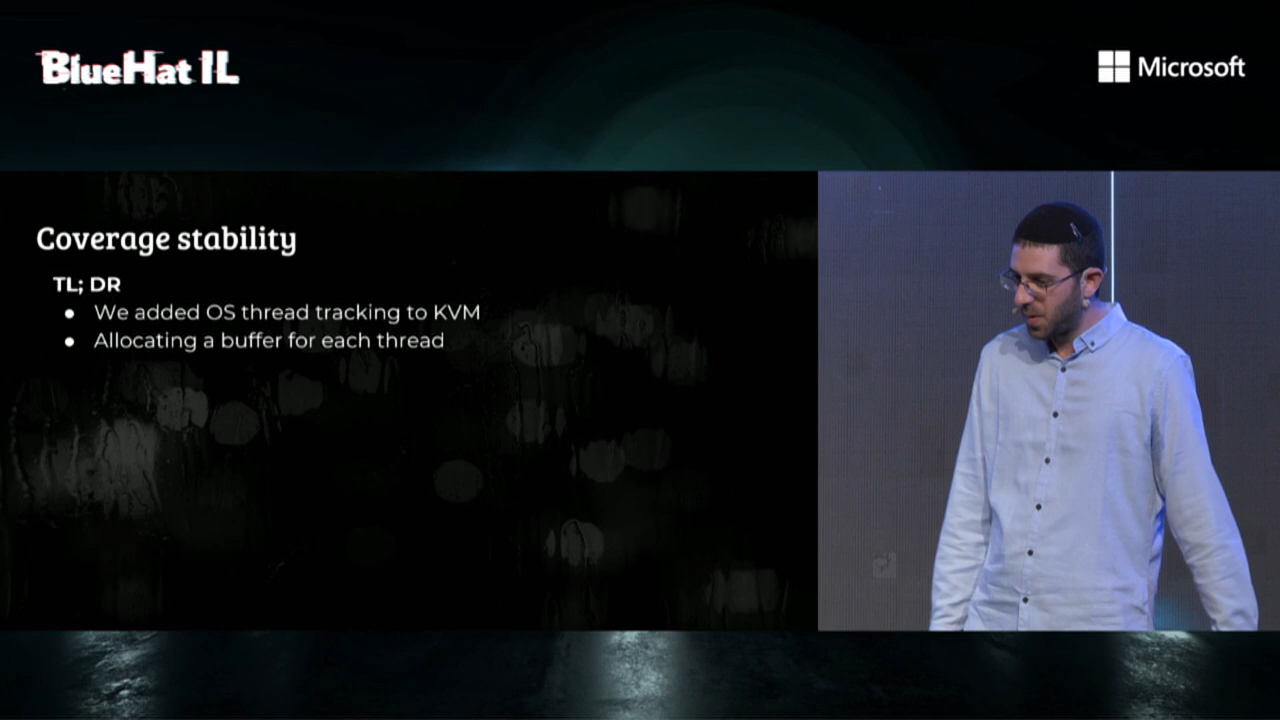 BlueHat IL
Microsoft
Coverage stability
TL; DR
● We added OS thread tracking to KVM
● Allocating a buffer for each thread